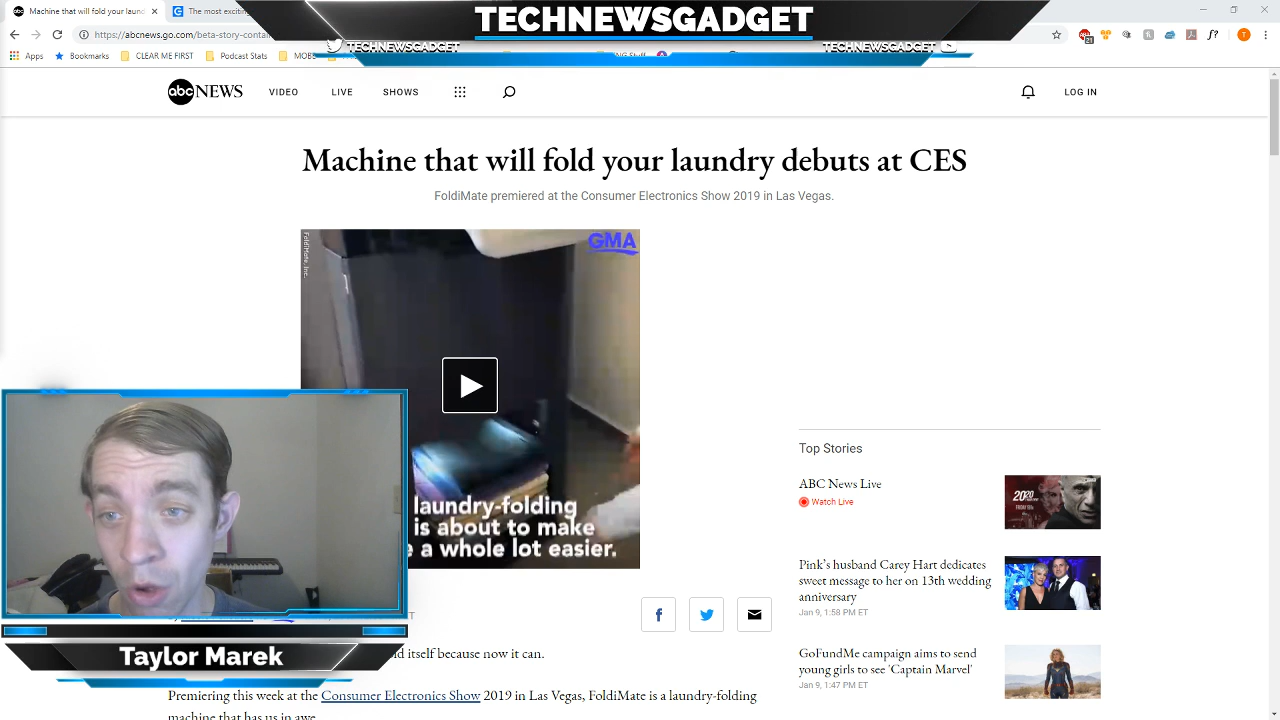 Machine that will fold your laund
The most excitin
TECHNEWSGADGET
https://abcnews.go.com/beta-story-contai
TECHNEWSGADGET
TECHNEWSGADGET
21
f?
T
Apps
Bookmarks
CLEAR ME FIRST
Podcast Stats
MOBE
abc NEWS
VIDEO
LIVE
SHOWS
LOG IN
Machine that will fold your laundry debuts at CES
FoldiMate premiered at the Consumer Electronics Show 2019 in Las Vegas.
FoldiMate, Inc.
GMA
laundry-folding
is about to make
e a whole lot easier.
Top Stories
ABC News Live
Watch Live
2020
Pink's husband Carey Hart dedicates
sweet message to her on 13th wedding
anniversary
Jan 9, 1:58 PM ET
GoFundMe campaign aims to send
young girls to see 'Captain Marvel'
Jan 9, 1:47 PM ET
Taylor Marek
d itself because now it can.
Premiering this week at the Consumer Electronics Show 2019 in Las Vegas, FoldiMate is a laundry-folding
machine that has us in awe